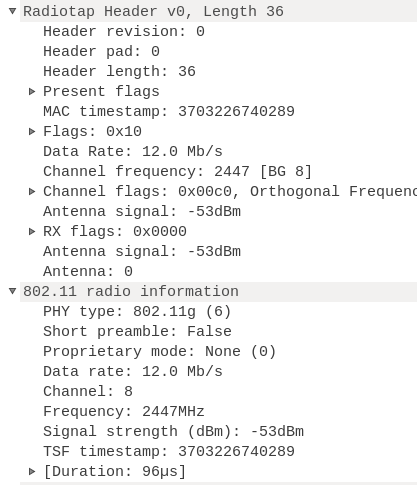 Radiotap Header v0, Length 36
Header revision: 0
Header pad: 0
Header length: 36
Present flags
MAC timestamp: 3703226740289
Flags: 0x10
Data Rate: 12.0 Mb/s
Channel frequency: 2447 [BG 8]
Channel flags: 0x00c0, Orthogonal Frequenc
Antenna signal: -53dBm
RX flags: 0x0000
Antenna signal: -53dBm
Antenna: 0
802.11 radio information
PHY type: 802.11g (6)
Short preamble: False
Proprietary mode: None (0)
Data rate: 12.0 Mb/s
Channel: 8
Frequency: 2447MHz
Signal strength (dBm): -53dBm
TSF timestamp: 3703226740289
[Duration: 96µs]